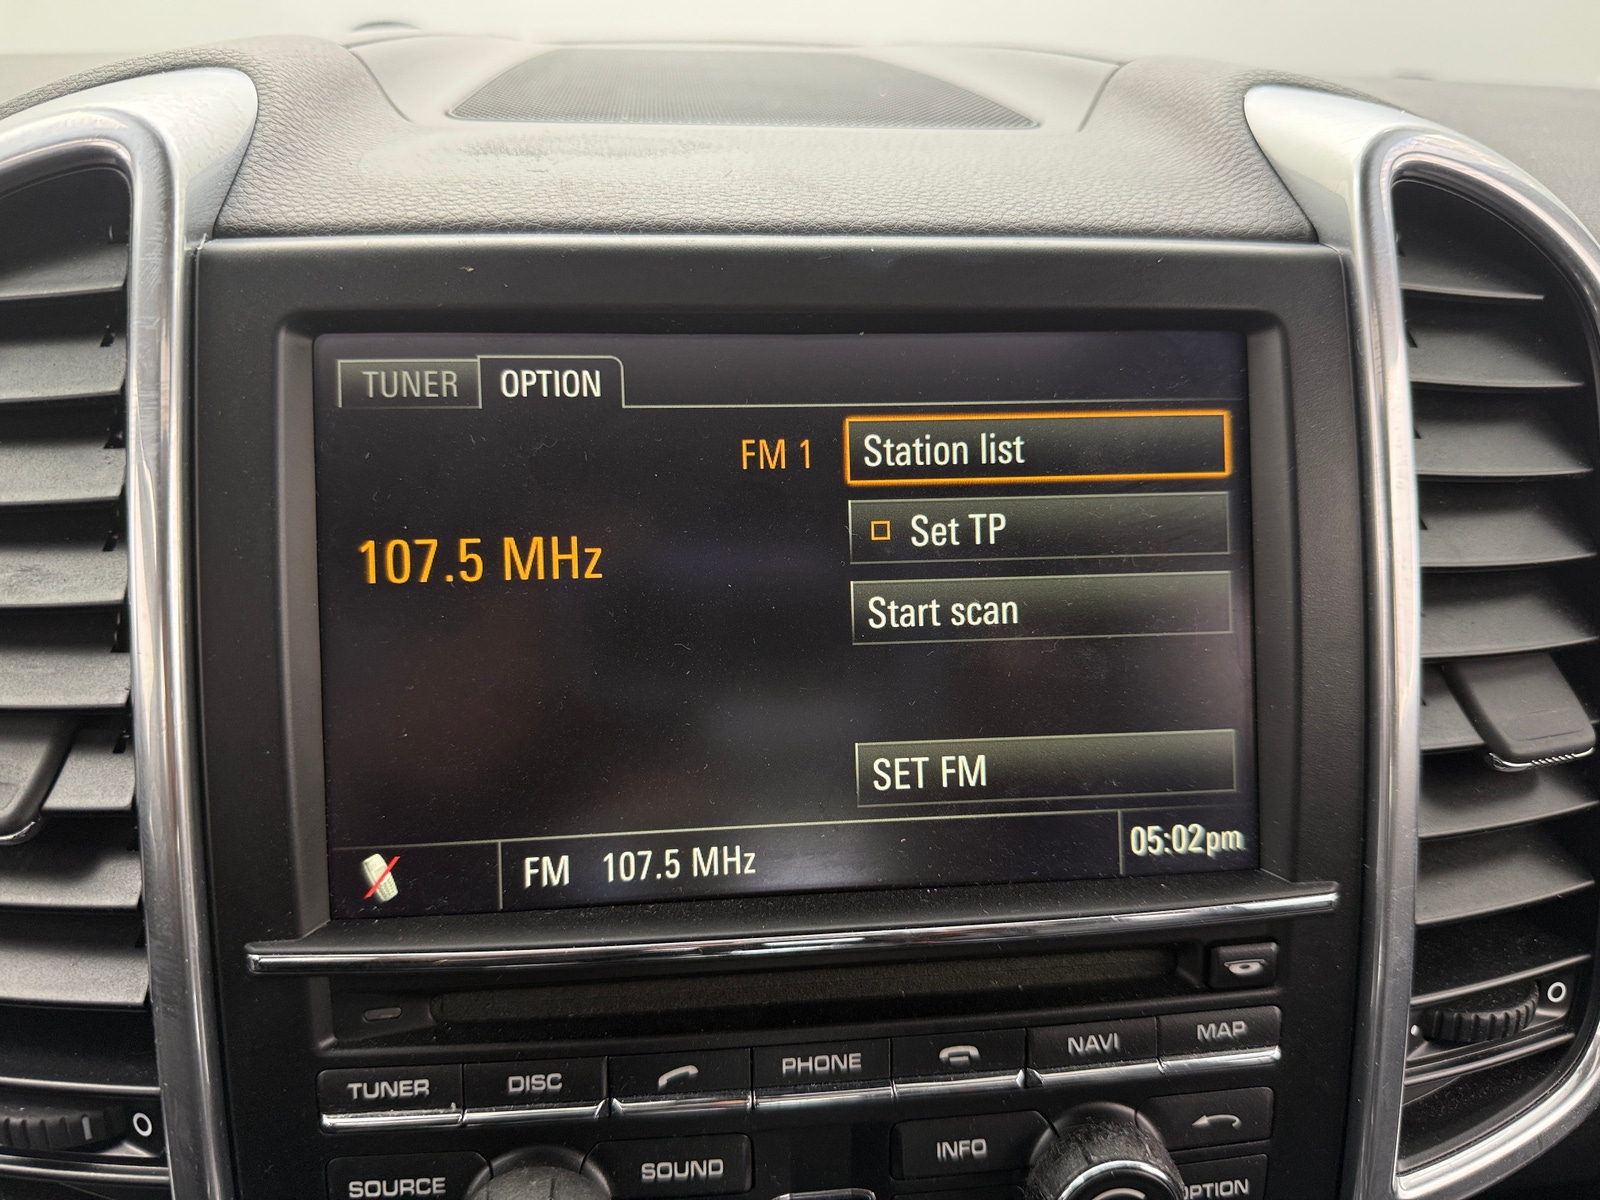 TUNER OPTION
FM 1 Station list
107.5 MHz
Set TP
Start scan
SET FM
FM 107.5 MHz 05:02pm
TUNER DISC PHONE NAVI MAP
SOURCE SOUND INFO OPTION